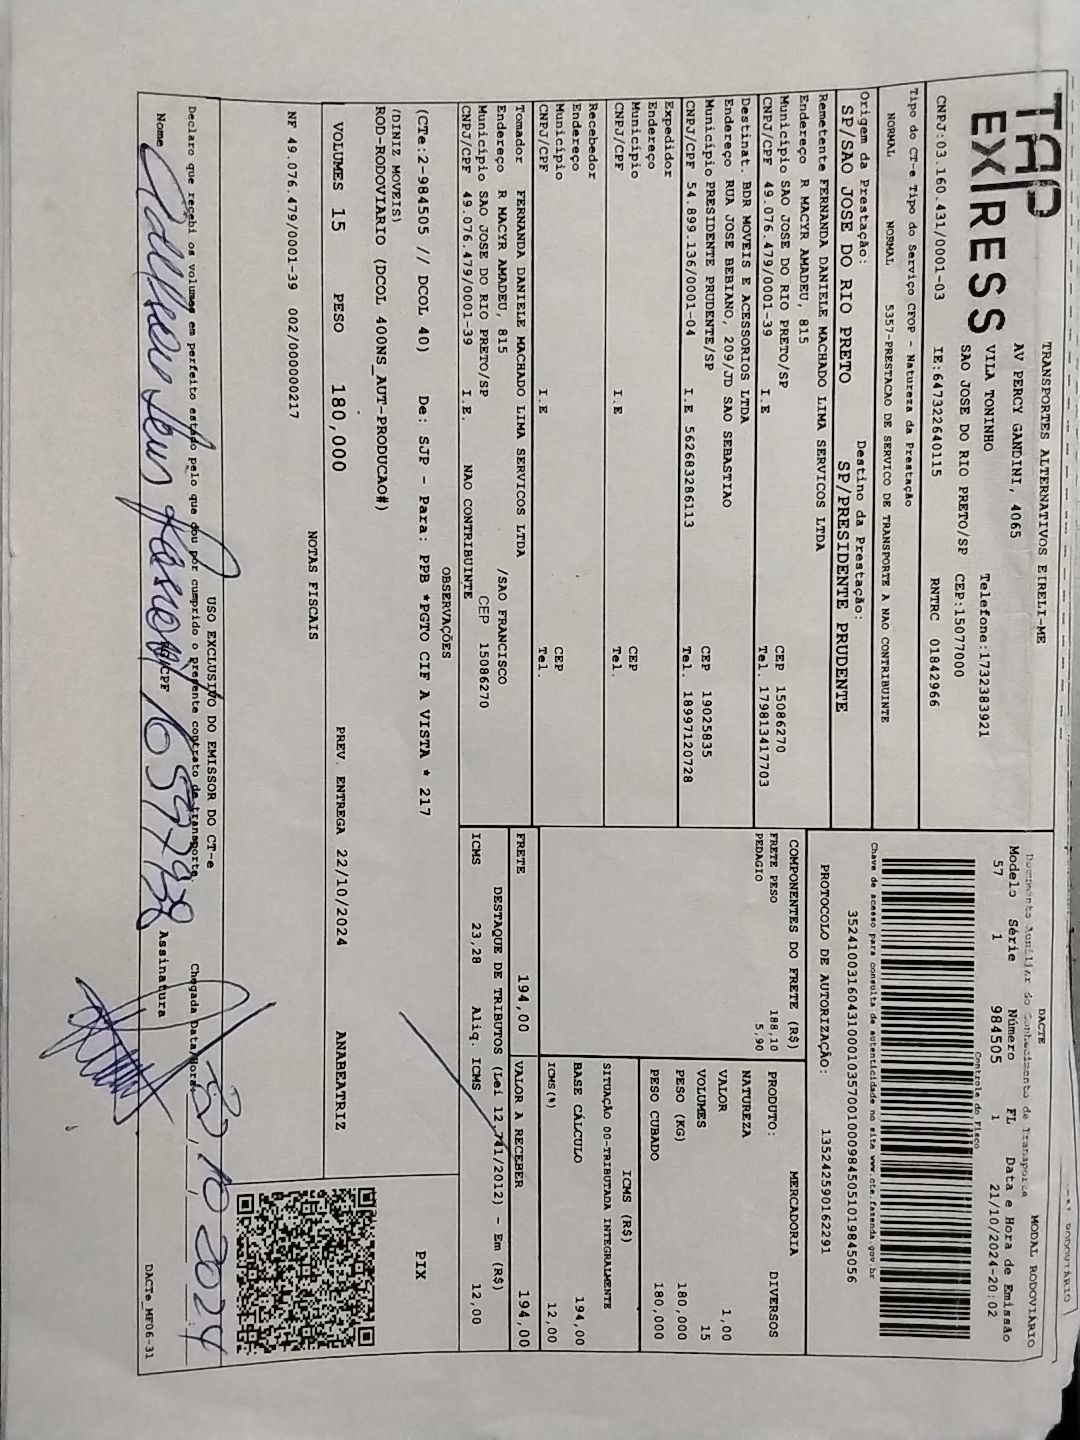 TAP EXPRESS
TRANSPORTES ALTERNATIVOS EIRELI-ME
AV PERCY GANDINI, 4065
VILA TONINHO Telefone:1732383921
SAO JOSE DO RIO PRETO/SP CEP:15077000
CNPJ:03.160.431/0001-03 IE:647322640115 RNTRC 01842966
DACTE MODAL RODOVIÁRIO
Documento Auxiliar do Conhecimento de Transporte
Modelo Série Número FL Data e Hora de Emissão
57 1 984505 1 21/10/2024-20:02
Controle do Fisco
Chave de acesso para consulta de autenticidade no site www.cte.fazenda.gov.br
35241003160431000103570010009845051019845056
PROTOCOLO DE AUTORIZAÇÃO: 135242590162291
Tipo do CT-e Tipo do Serviço CFOP - Natureza da Prestação
NORMAL NORMAL 5357-PRESTACAO DE SERVICO DE TRANSPORTE A NAO CONTRIBUINTE
Origem da Prestação: Destino da Prestação:
SP/SAO JOSE DO RIO PRETO SP/PRESIDENTE PRUDENTE
Remetente FERNANDA DANIELE MACHADO LIMA SERVICOS LTDA
Endereço R MACYR AMADEU, 815
Município SAO JOSE DO RIO PRETO/SP CEP 15086270
CNPJ/CPF 49.076.479/0001-39 I.E Tel. 179813417703
Destinat. BDR MOVEIS E ACESSORIOS LTDA
Endereço RUA JOSE BEBIANO, 209/JD SAO SEBASTIAO
Município PRESIDENTE PRUDENTE/SP CEP 19025835
CNPJ/CPF 54.899.136/0001-04 I.E 562683286113 Tel. 18997120728
Expedidor
Endereço
Município CEP
CNPJ/CPF I.E Tel.
Recebedor
Endereço
Município CEP
CNPJ/CPF I.E Tel.
Tomador FERNANDA DANIELE MACHADO LIMA SERVICOS LTDA
Endereço R MACYR AMADEU, 815 /SAO FRANCISCO
Município SAO JOSE DO RIO PRETO/SP CEP 15086270
CNPJ/CPF 49.076.479/0001-39 I.E. NAO CONTRIBUINTE
COMPONENTES DO FRETE (R$)
FRETE PESO 188,10
PEDAGIO 5,90
MERCADORIA
PRODUTO: DIVERSOS
NATUREZA
VALOR 1,00
VOLUMES 15
PESO (KG) 180,000
PESO CUBADO 180,000
ICMS (R$)
SITUAÇÃO 00-TRIBUTADA INTEGRALMENTE
BASE CÁLCULO 194,00
ICMS(%) 12,00
FRETE 194,00 VALOR A RECEBER 194,00
DESTAQUE DE TRIBUTOS (Lei 12.741/2012) - Em (R$)
ICMS 23,28 Aliq. ICMS 12,00
OBSERVAÇÕES
(CTe:2-984505 // DCOL 40) De: SJP - Para: PPB *PGTO CIF A VISTA * 217
(DINIZ MOVEIS)
ROD-RODOVIARIO (DCOL 400NS_AUT-PRODUCAO#)
PIX
VOLUMES 15 PESO 180,000 PREV. ENTREGA 22/10/2024 ANABEATRIZ
NOTAS FISCAIS
NF 49.076.479/0001-39 002/000000217
USO EXCLUSIVO DO EMISSOR DO CT-e
Declaro que recebi os volumes em perfeito estado pelo que dou por cumprido o presente contrato de transporte.
Chegada Data/Hora: 22,10 2024
Nome RG/CPF Assinatura
DACTe_MF06-31